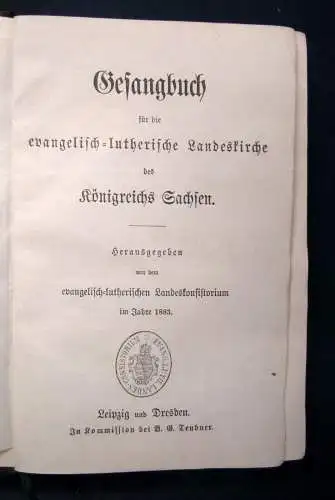 Gesangbuch
für die
evangelisch-lutherische Landeskirche
des
Königreichs Sachsen.
Herausgegeben
von dem
evangelisch-lutherischen Landeskonsistorium
im Jahre 1883.
Leipzig und Dresden.
In Kommission bei B. G. Teubner.